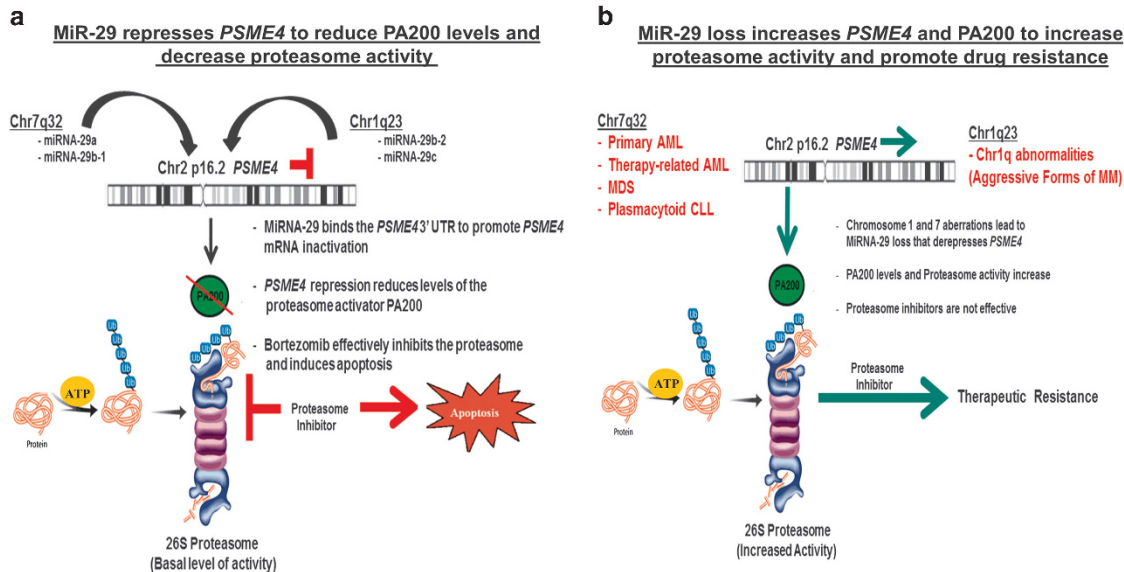 a
MiR-29 represses PSME4 to reduce PA200 levels and
decrease proteasome activity
Chr7q32
- miRNA-29a
- miRNA-29b-1
Chr1q23
- miRNA-29b-2
- miRNA-29c
Chr2 p16.2 PSME4
- MiRNA-29 binds the PSME4 3' UTR to promote PSME4
mRNA inactivation
PA200
- PSME4 repression reduces levels of the
proteasome activator PA200
- Bortezomib effectively inhibits the proteasome
and induces apoptosis
Ub
Ub
Ub
Ub
Ub
Ub
Ub
Ub
ATP
Protein
Proteasome
Inhibitor
Apoptosis
26S Proteasome
(Basal level of activity)
b
MiR-29 loss increases PSME4 and PA200 to increase
proteasome activity and promote drug resistance
Chr7q32
- Primary AML
- Therapy-related AML
- MDS
- Plasmacytoid CLL
Chr2 p16.2 PSME4
Chr1q23
- Chr1q abnormalities
(Aggressive Forms of MM)
- Chromosome 1 and 7 aberrations lead to
MiRNA-29 loss that derepresses PSME4
PA200
- PA200 levels and Proteasome activity increase
- Proteasome inhibitors are not effective
Ub
Ub
Ub
Ub
Ub
Ub
Ub
Ub
ATP
Protein
Proteasome
Inhibitor
Therapeutic Resistance
26S Proteasome
(Increased Activity)